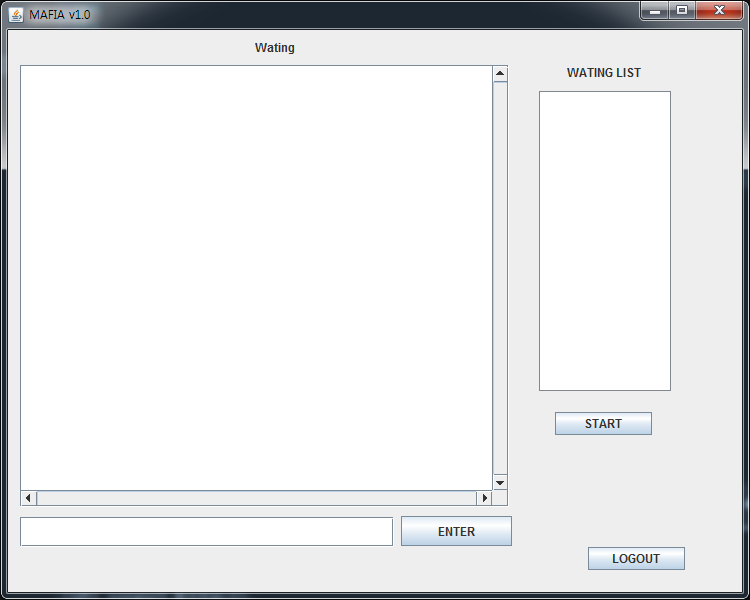 MAFIA v1.0
Wating
WATING LIST
START
ENTER
LOGOUT